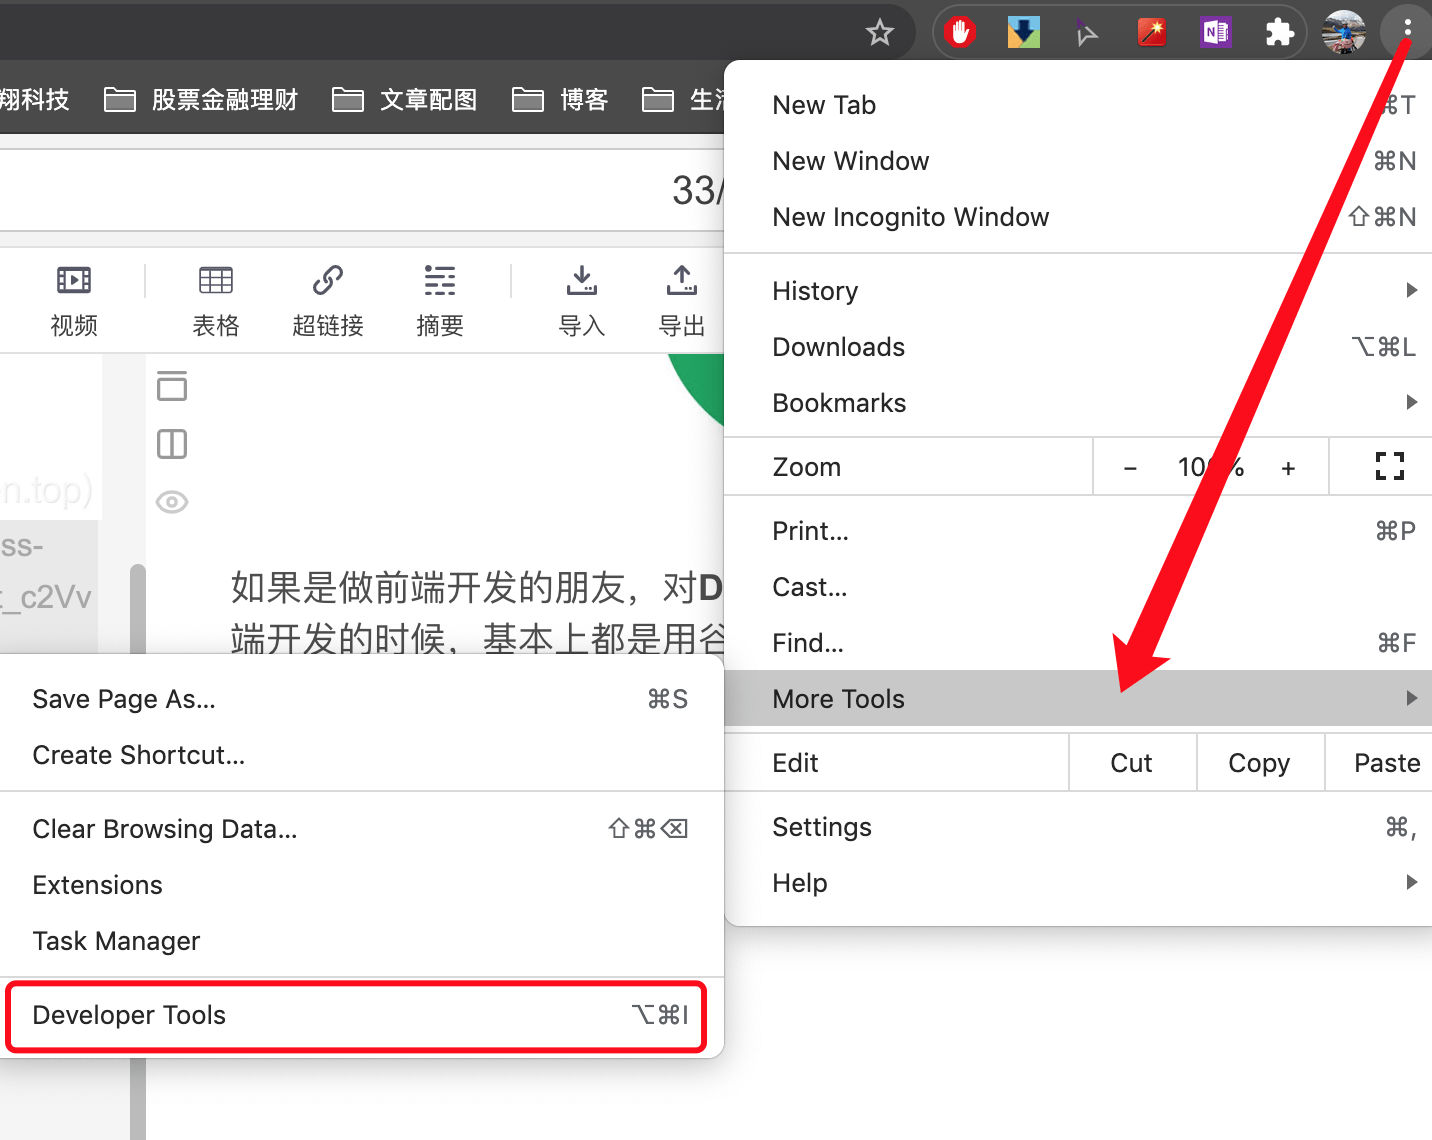 翔科技
股票金融理财
文章配图
博客
生活
33/
视频
表格
超链接
摘要
导入
导出
n.top)
ss-
t_c2Vv
如果是做前端开发的朋友，对D
端开发的时候，基本上都是用谷
New Tab ⌘T
New Window ⌘N
New Incognito Window ⇧⌘N
History
Downloads ⌥⌘L
Bookmarks
Zoom − 100% +
Print... ⌘P
Cast...
Find... ⌘F
More Tools
Edit Cut Copy Paste
Settings ⌘,
Help
Save Page As... ⌘S
Create Shortcut...
Clear Browsing Data... ⇧⌘⌫
Extensions
Task Manager
Developer Tools ⌥⌘I